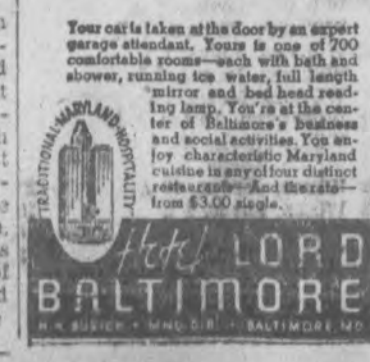 Your car is taken at the door by an expert
garage attendant. Yours is one of 700
comfortable rooms—each with bath and
shower, running ice water, full length
mirror and bed head read-
ing lamp. You're at the cen-
ter of Baltimore's business
and social activities. You en-
joy characteristic Maryland
cuisine in any of four distinct
restaurants—And the rate—
from $3.00 single.
TRADITIONAL MARYLAND HOSPITALITY
Hotel LORD
BALTIMORE
BALTIMORE, MD